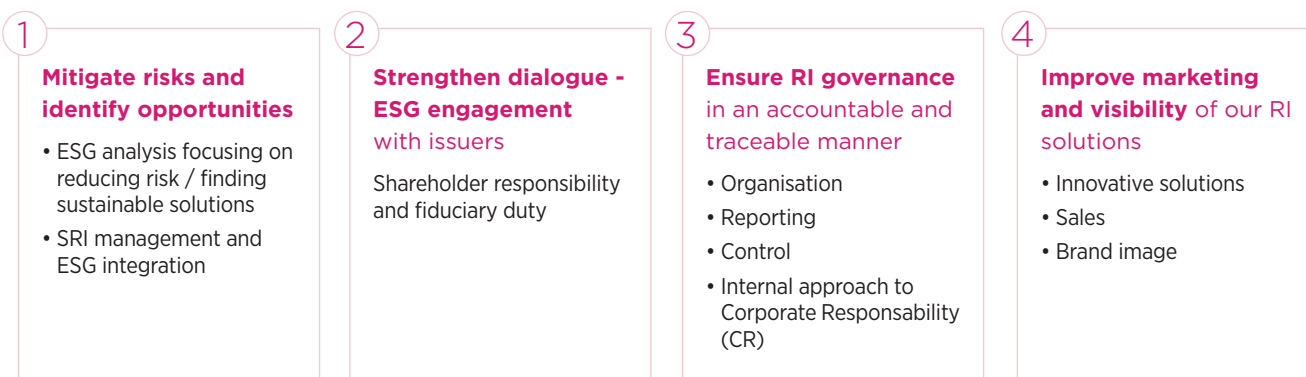 1
Mitigate risks and
identify opportunities
• ESG analysis focusing on
reducing risk / finding
sustainable solutions
• SRI management and
ESG integration
2
Strengthen dialogue -
ESG engagement
with issuers
Shareholder responsibility
and fiduciary duty
3
Ensure RI governance
in an accountable and
traceable manner
• Organisation
• Reporting
• Control
• Internal approach to
Corporate Responsability
(CR)
4
Improve marketing
and visibility of our RI
solutions
• Innovative solutions
• Sales
• Brand image